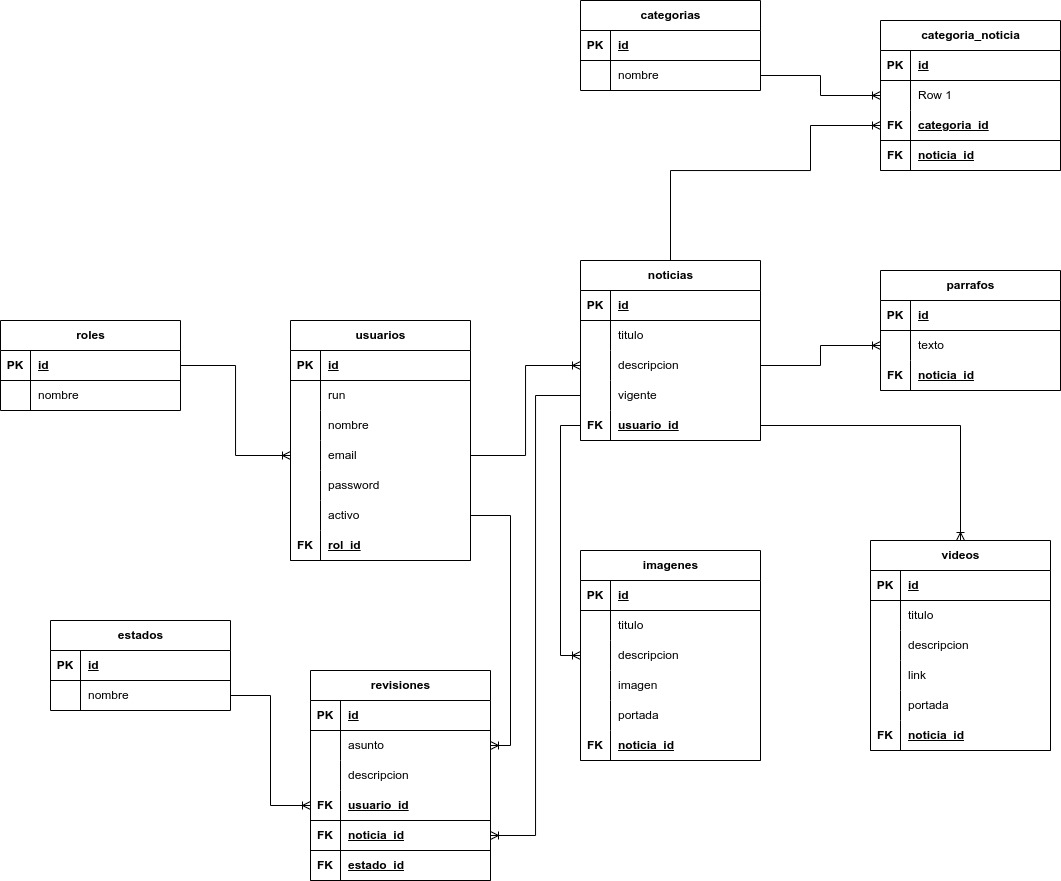 categorias
PK id
nombre
categoria_noticia
PK id
Row 1
FK categoria_id
FK noticia_id
noticias
PK id
titulo
descripcion
vigente
FK usuario_id
parrafos
PK id
texto
FK noticia_id
roles
PK id
nombre
usuarios
PK id
run
nombre
email
password
activo
FK rol_id
imagenes
PK id
titulo
descripcion
imagen
portada
FK noticia_id
videos
PK id
titulo
descripcion
link
portada
FK noticia_id
estados
PK id
nombre
revisiones
PK id
asunto
descripcion
FK usuario_id
FK noticia_id
FK estado_id